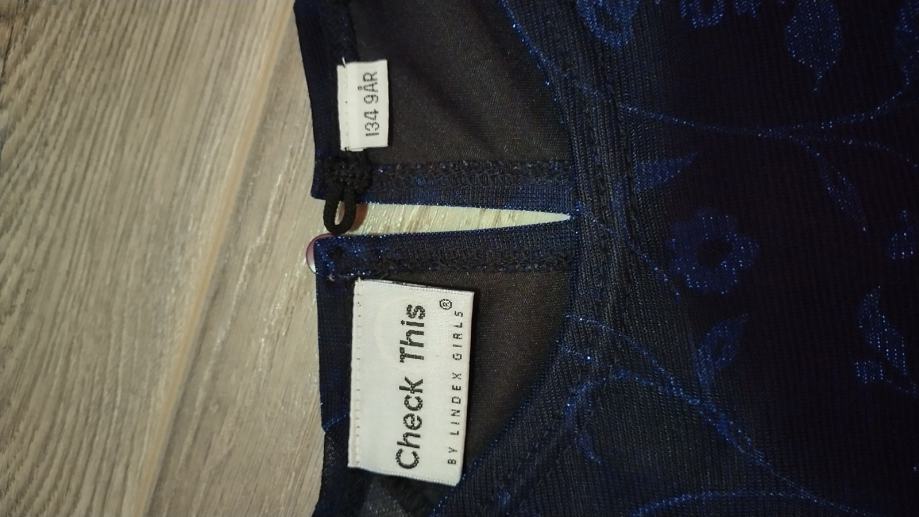 134 9ÅR
Check This®
BY LINDEX GIRLS